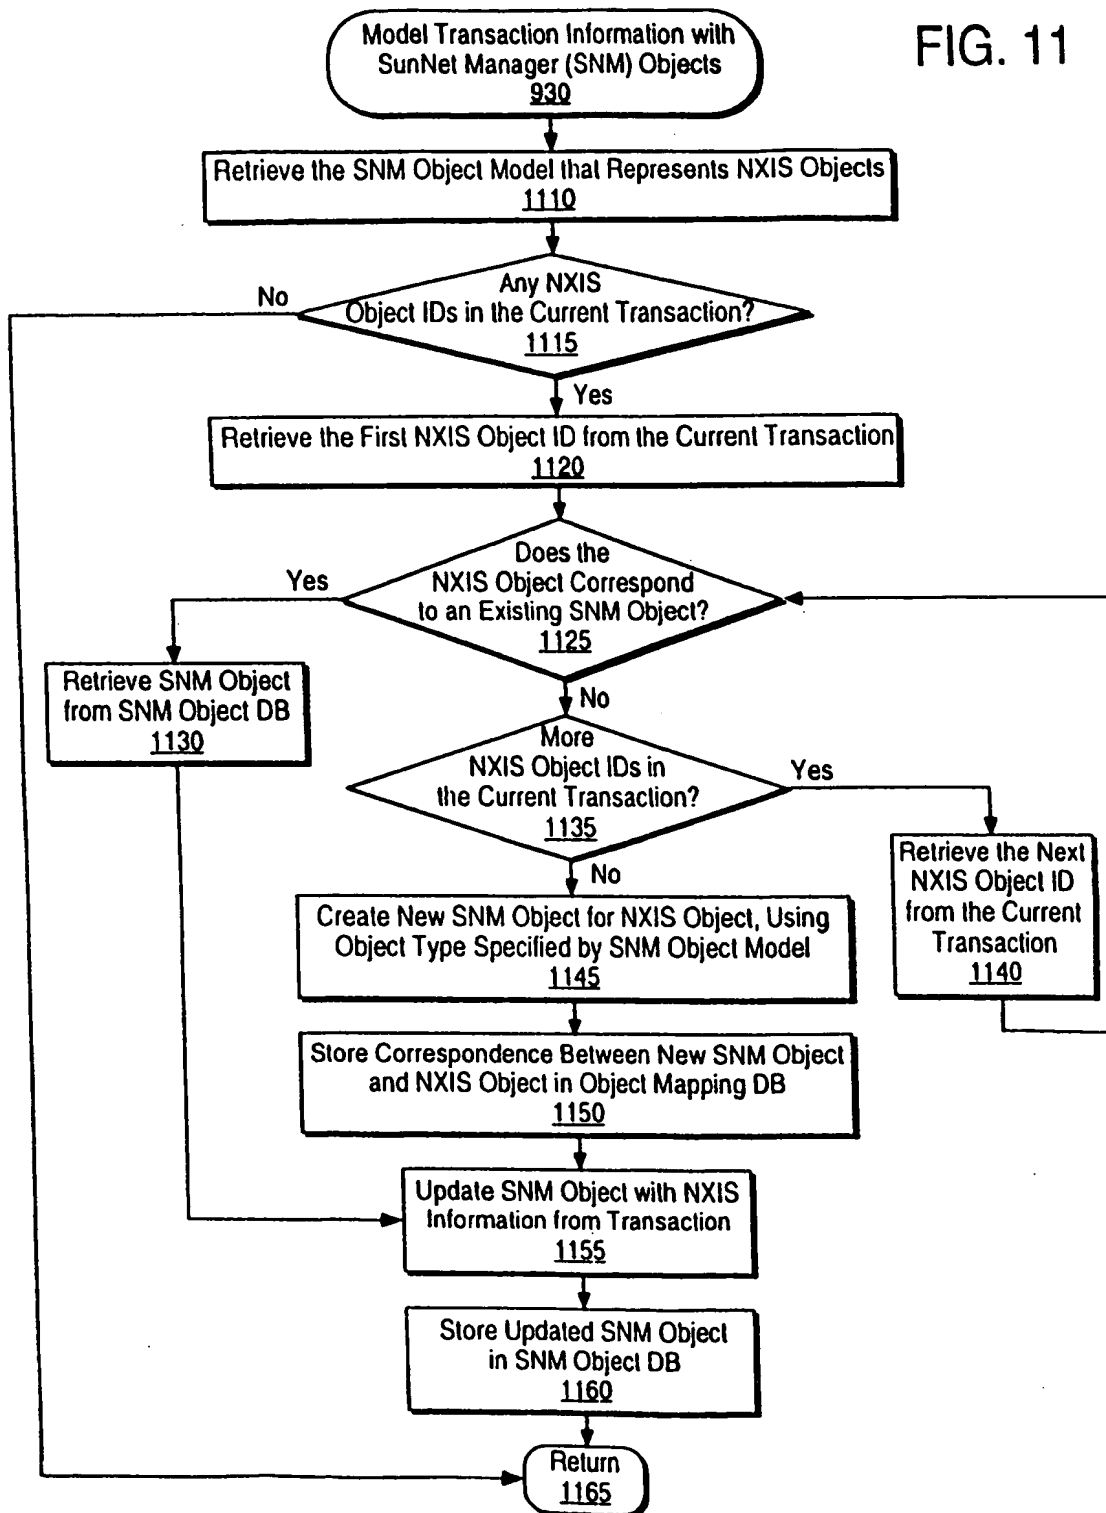 FIG. 11
Model Transaction Information with
SunNet Manager (SNM) Objects
930
Retrieve the SNM Object Model that Represents NXIS Objects
1110
Any NXIS
Object IDs in the Current Transaction?
1115
No
Yes
Retrieve the First NXIS Object ID from the Current Transaction
1120
Does the
NXIS Object Correspond
to an Existing SNM Object?
1125
Yes
No
Retrieve SNM Object
from SNM Object DB
1130
More
NXIS Object IDs in
the Current Transaction?
1135
Yes
No
Retrieve the Next
NXIS Object ID
from the Current
Transaction
1140
Create New SNM Object for NXIS Object, Using
Object Type Specified by SNM Object Model
1145
Store Correspondence Between New SNM Object
and NXIS Object in Object Mapping DB
1150
Update SNM Object with NXIS
Information from Transaction
1155
Store Updated SNM Object
in SNM Object DB
1160
Return
1165